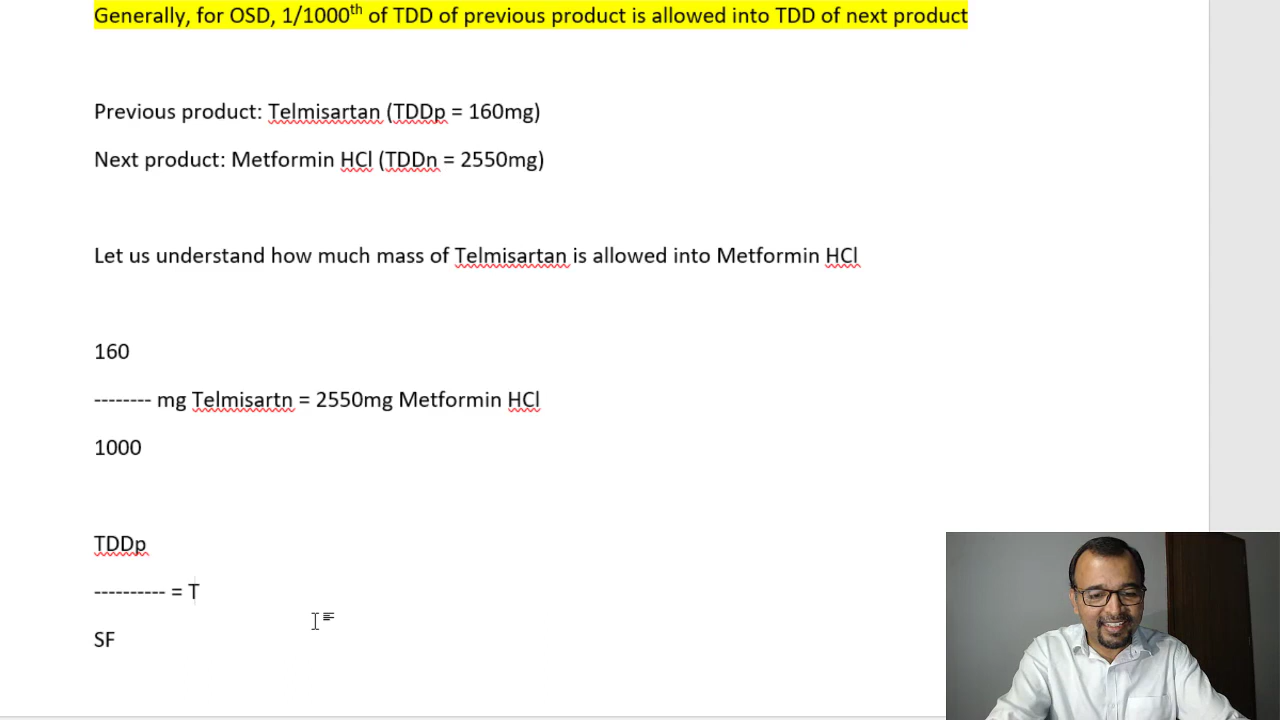 Generally, for OSD, 1/1000th of TDD of previous product is allowed into TDD of next product
Previous product: Telmisartan (TDDp = 160mg)
Next product: Metformin HCl (TDDn = 2550mg)
Let us understand how much mass of Telmisartan is allowed into Metformin HCl
160
-------- mg Telmisartn = 2550mg Metformin HCl
1000
TDDp
---------- = T
SF